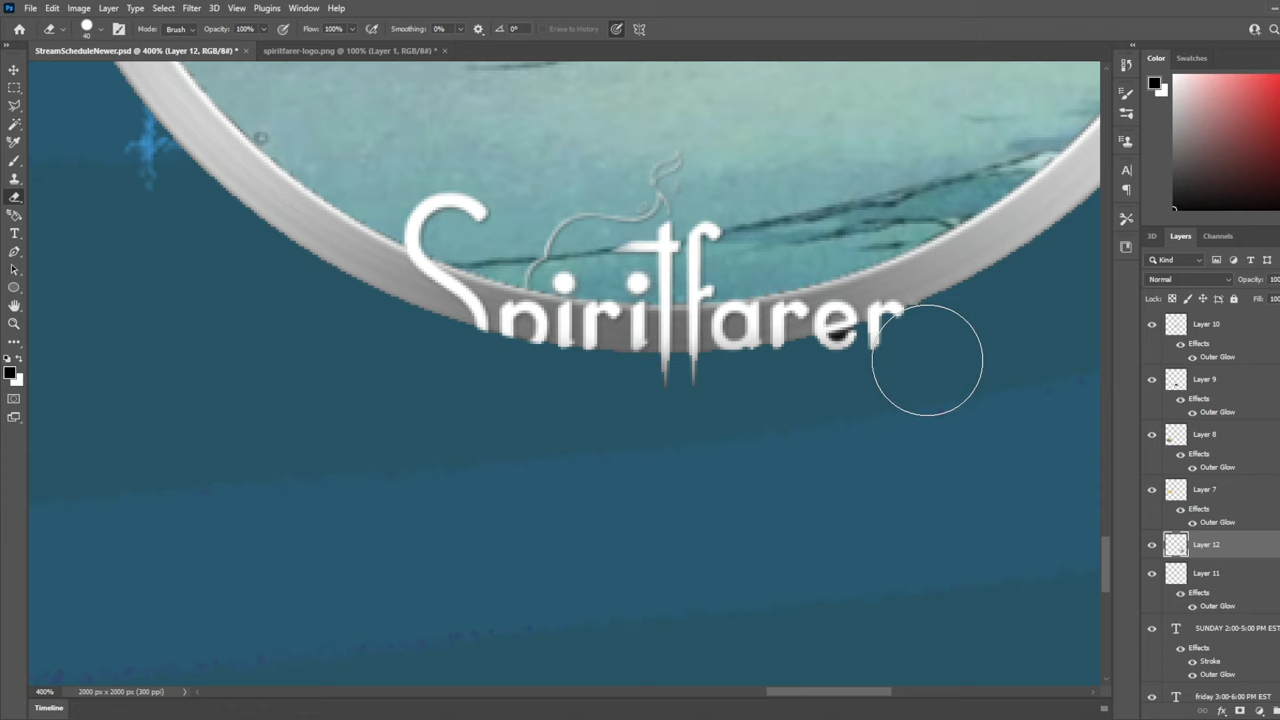 File Edit Image Layer Type Select Filter 3D View Plugins Window Help
40 Mode: Brush Opacity: 100% Flow: 100% Smoothing: 0% 0° Erase to History
StreamScheduleNewer.psd @ 400% (Layer 12, RGB/8#) * × spiritfarer-logo.png @ 100% (Layer 1, RGB/8#) * ×
Color Swatches
Spiritfarer
3D Layers Channels
Kind
Normal Opacity: 100
Lock: Fill: 100
Layer 10
Effects
Outer Glow
Layer 9
Effects
Outer Glow
Layer 8
Effects
Outer Glow
Layer 7
Effects
Outer Glow
Layer 12
Layer 11
Effects
Outer Glow
SUNDAY 2:00-5:00 PM EST
Effects
Stroke
Outer Glow
friday 3:00-6:00 PM EST
400% 2000 px x 2000 px (300 ppi)
Timeline